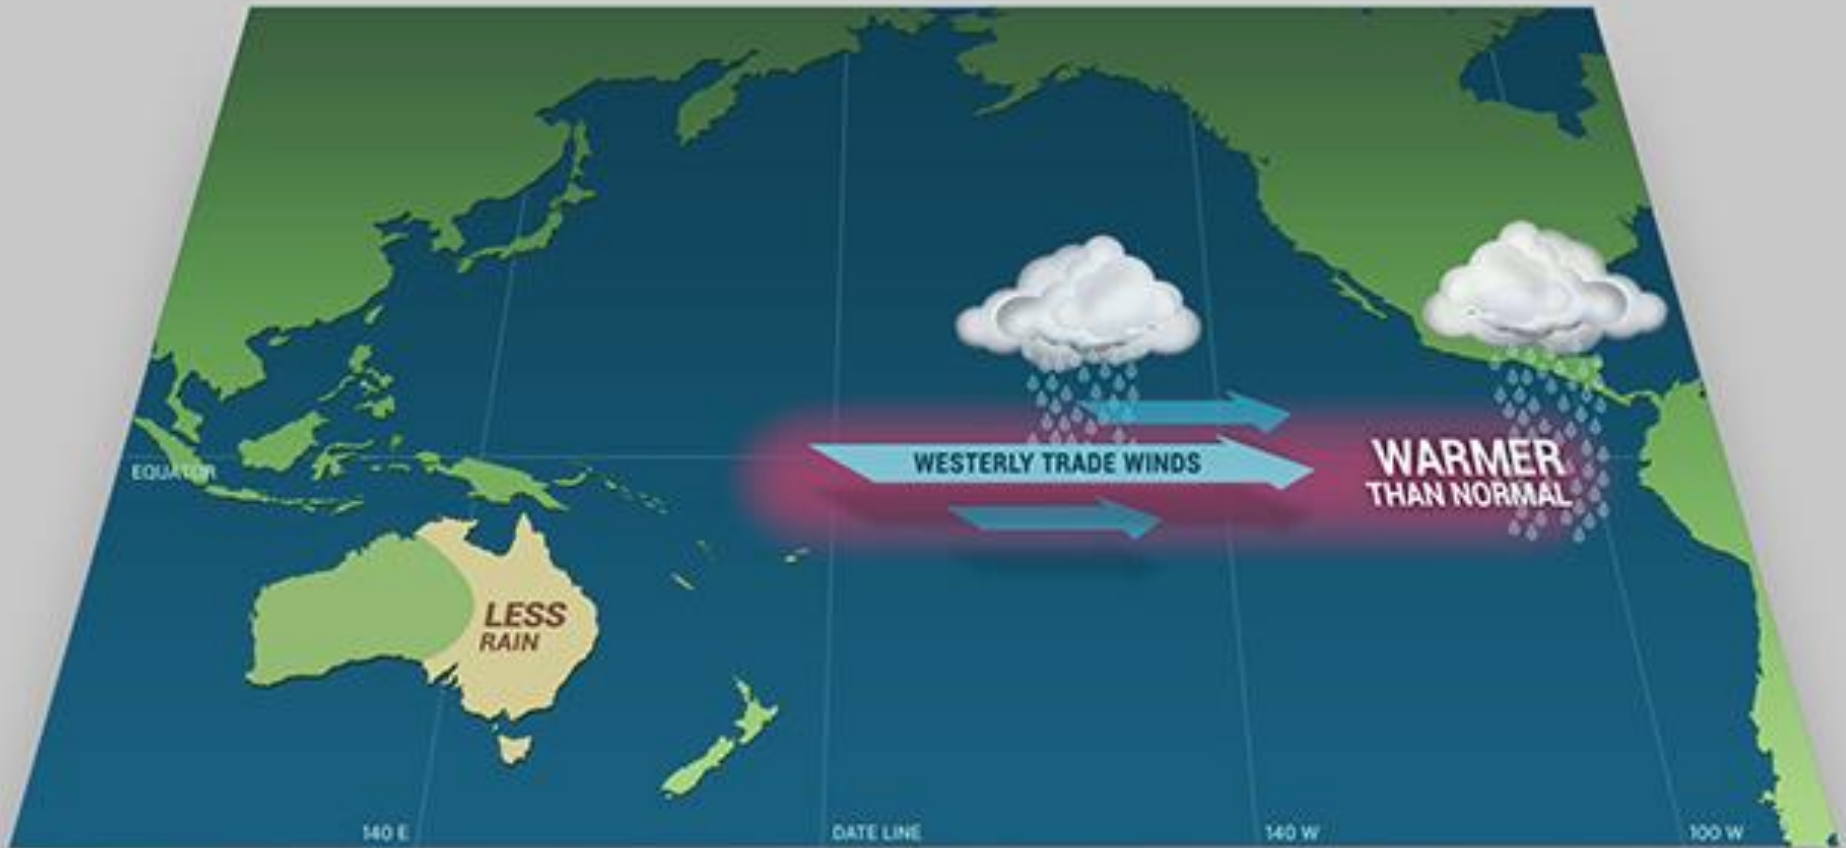 WESTERLY TRADE WINDS
WARMER
THAN NORMAL
EQUATOR
LESS
RAIN
140 E
DATE LINE
140 W
100 W